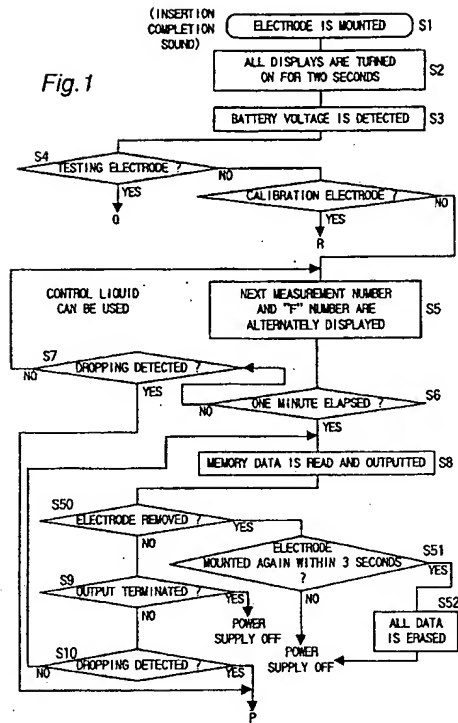 (INSERTION
COMPLETION
SOUND)
ELECTRODE IS MOUNTED
S1
ALL DISPLAYS ARE TURNED
ON FOR TWO SECONDS
S2
Fig.1
BATTERY VOLTAGE IS DETECTED
S3
S4
TESTING ELECTRODE ?
NO
YES
Q
CALIBRATION ELECTRODE ?
NO
YES
R
CONTROL LIQUID
CAN BE USED
NEXT MEASUREMENT NUMBER
AND "F" NUMBER ARE
ALTERNATELY DISPLAYED
S5
S7
DROPPING DETECTED ?
NO
YES
ONE MINUTE ELAPSED ?
S6
NO
YES
MEMORY DATA IS READ AND OUTPUTTED
S8
S50
ELECTRODE REMOVED ?
YES
NO
ELECTRODE
MOUNTED AGAIN WITHIN 3 SECONDS
?
S51
YES
NO
S9
OUTPUT TERMINATED ?
YES
NO
POWER
SUPPLY OFF
POWER
SUPPLY OFF
S52
ALL DATA
IS ERASED
S10
DROPPING DETECTED ?
NO
YES
P